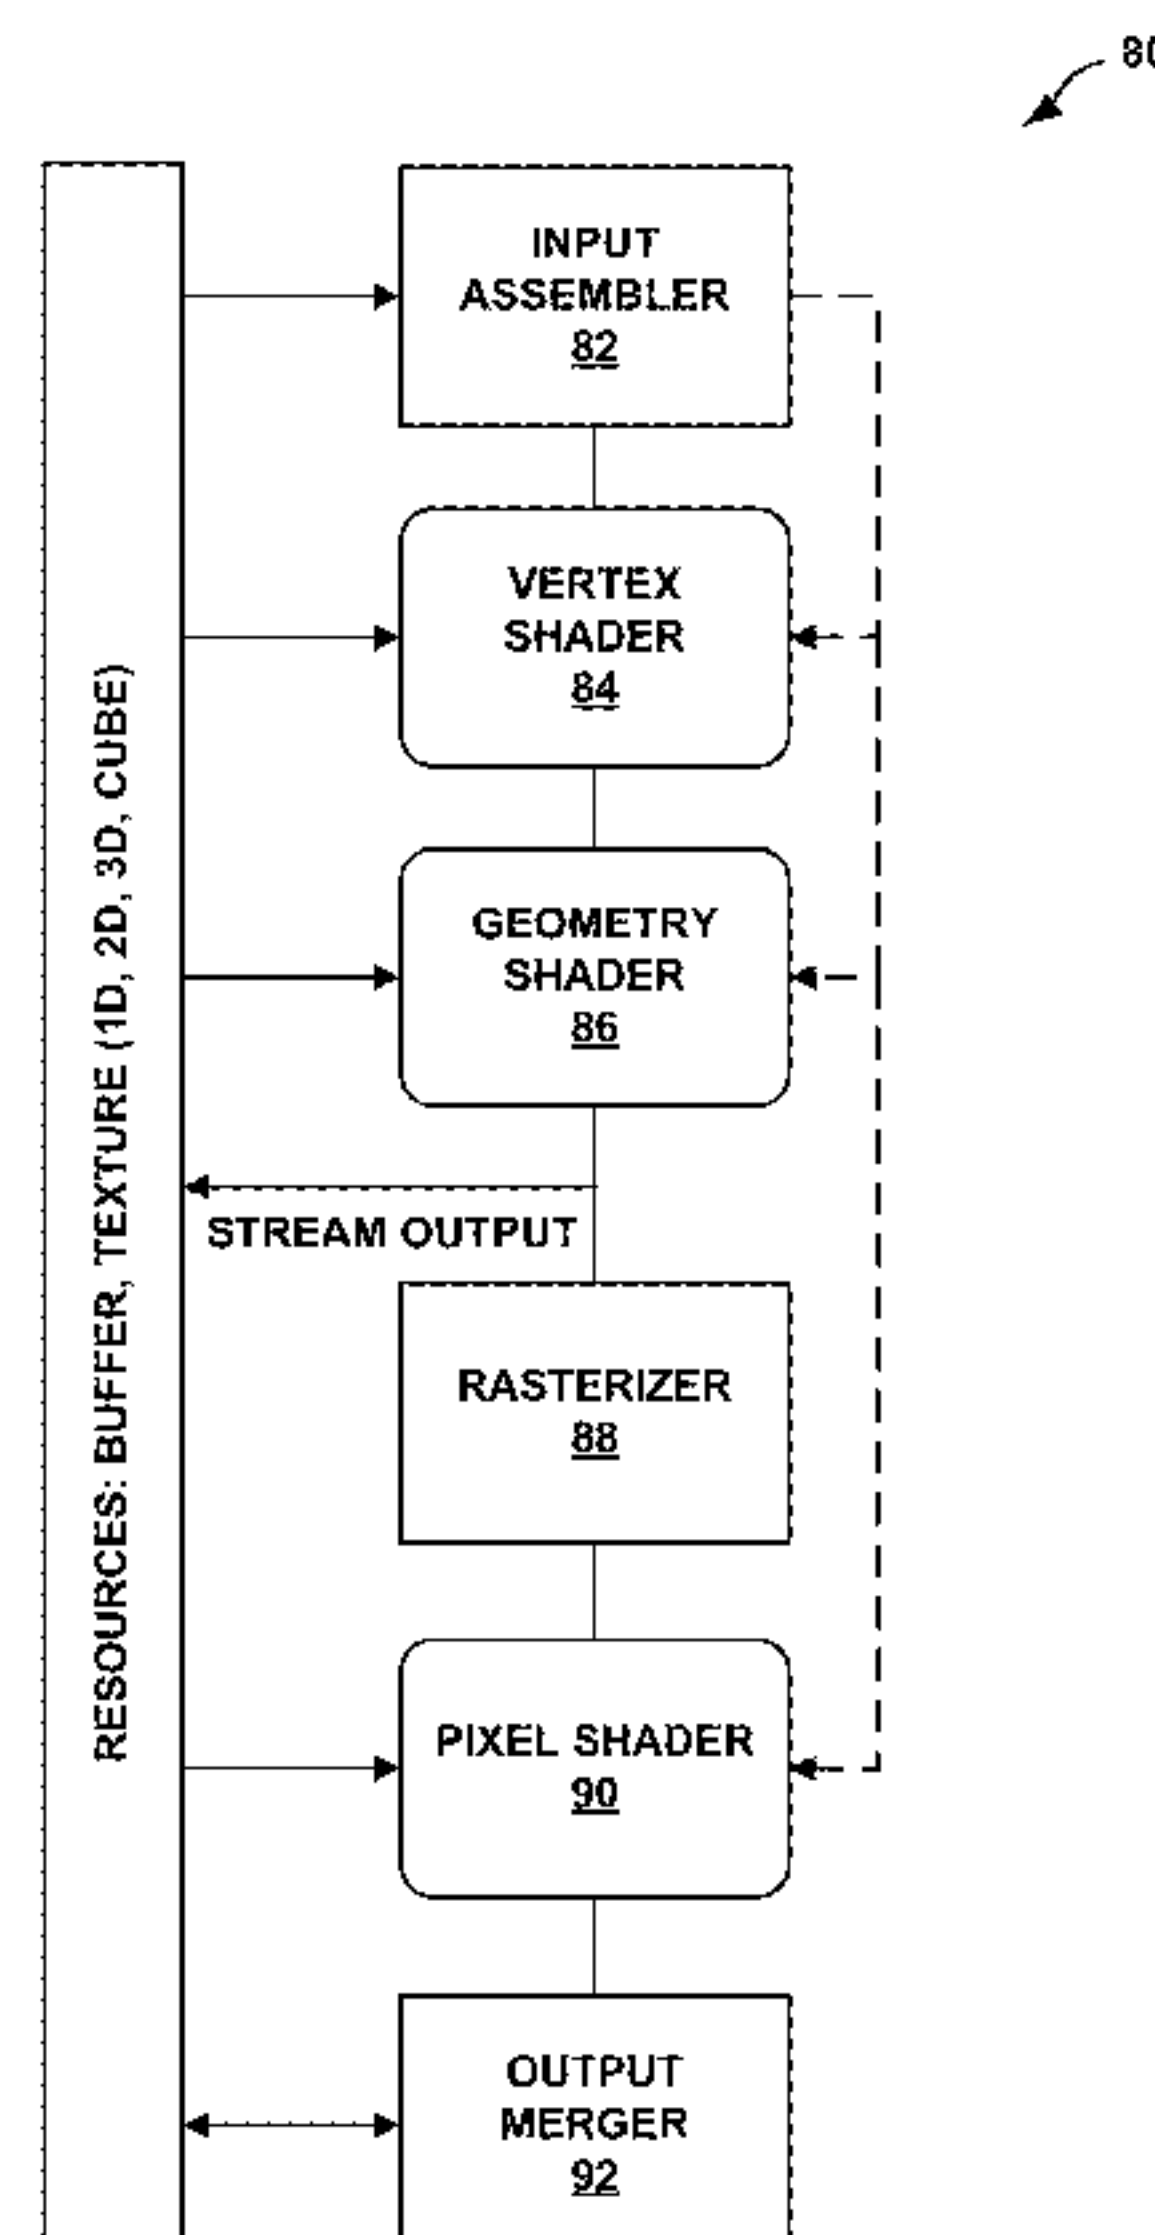 80
INPUT
ASSEMBLER
82
VERTEX
SHADER
84
GEOMETRY
SHADER
86
STREAM OUTPUT
RASTERIZER
88
PIXEL SHADER
90
OUTPUT
MERGER
92
RESOURCES: BUFFER, TEXTURE (1D, 2D, 3D, CUBE)